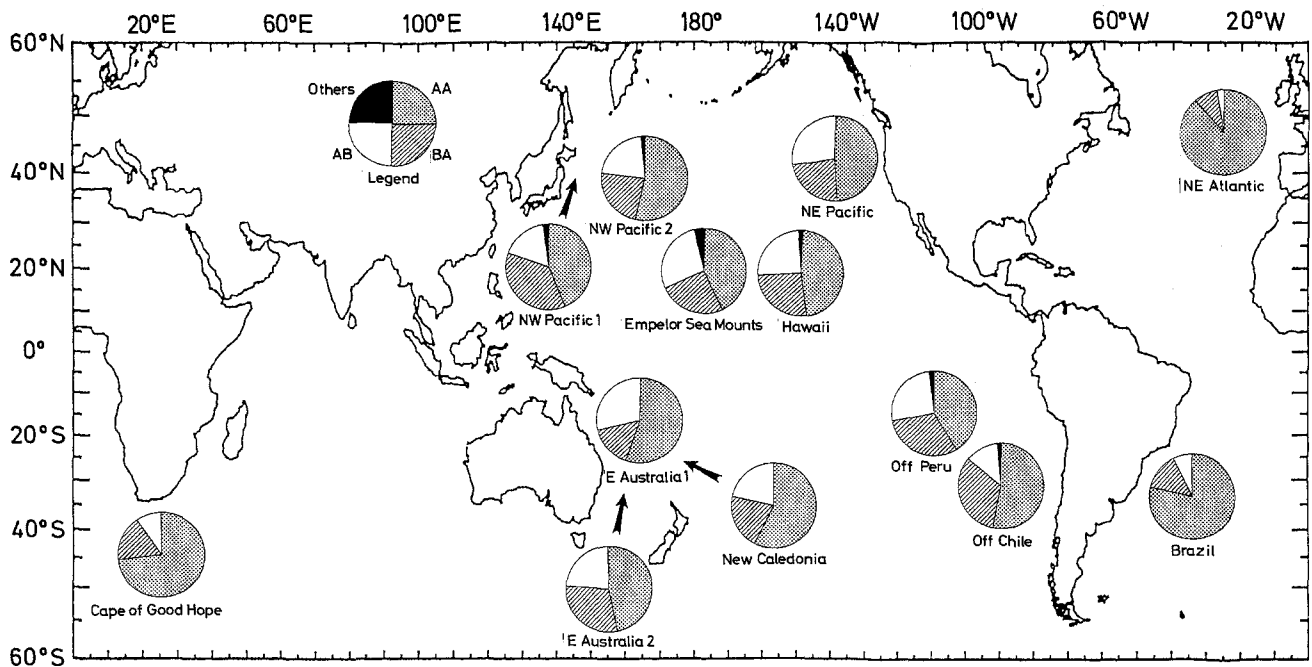 20°E 60°E 100°E 140°E 180° 140°W 100°W 60°W 20°W
60°N
40°N
20°N
0°
20°S
40°S
60°S
Others AA
AB BA
Legend
NW Pacific 2
NW Pacific 1
Empelor Sea Mounts
Hawaii
NE Pacific
NE Atlantic
E Australia 1
New Caledonia
E Australia 2
Off Peru
Off Chile
Brazil
Cape of Good Hope